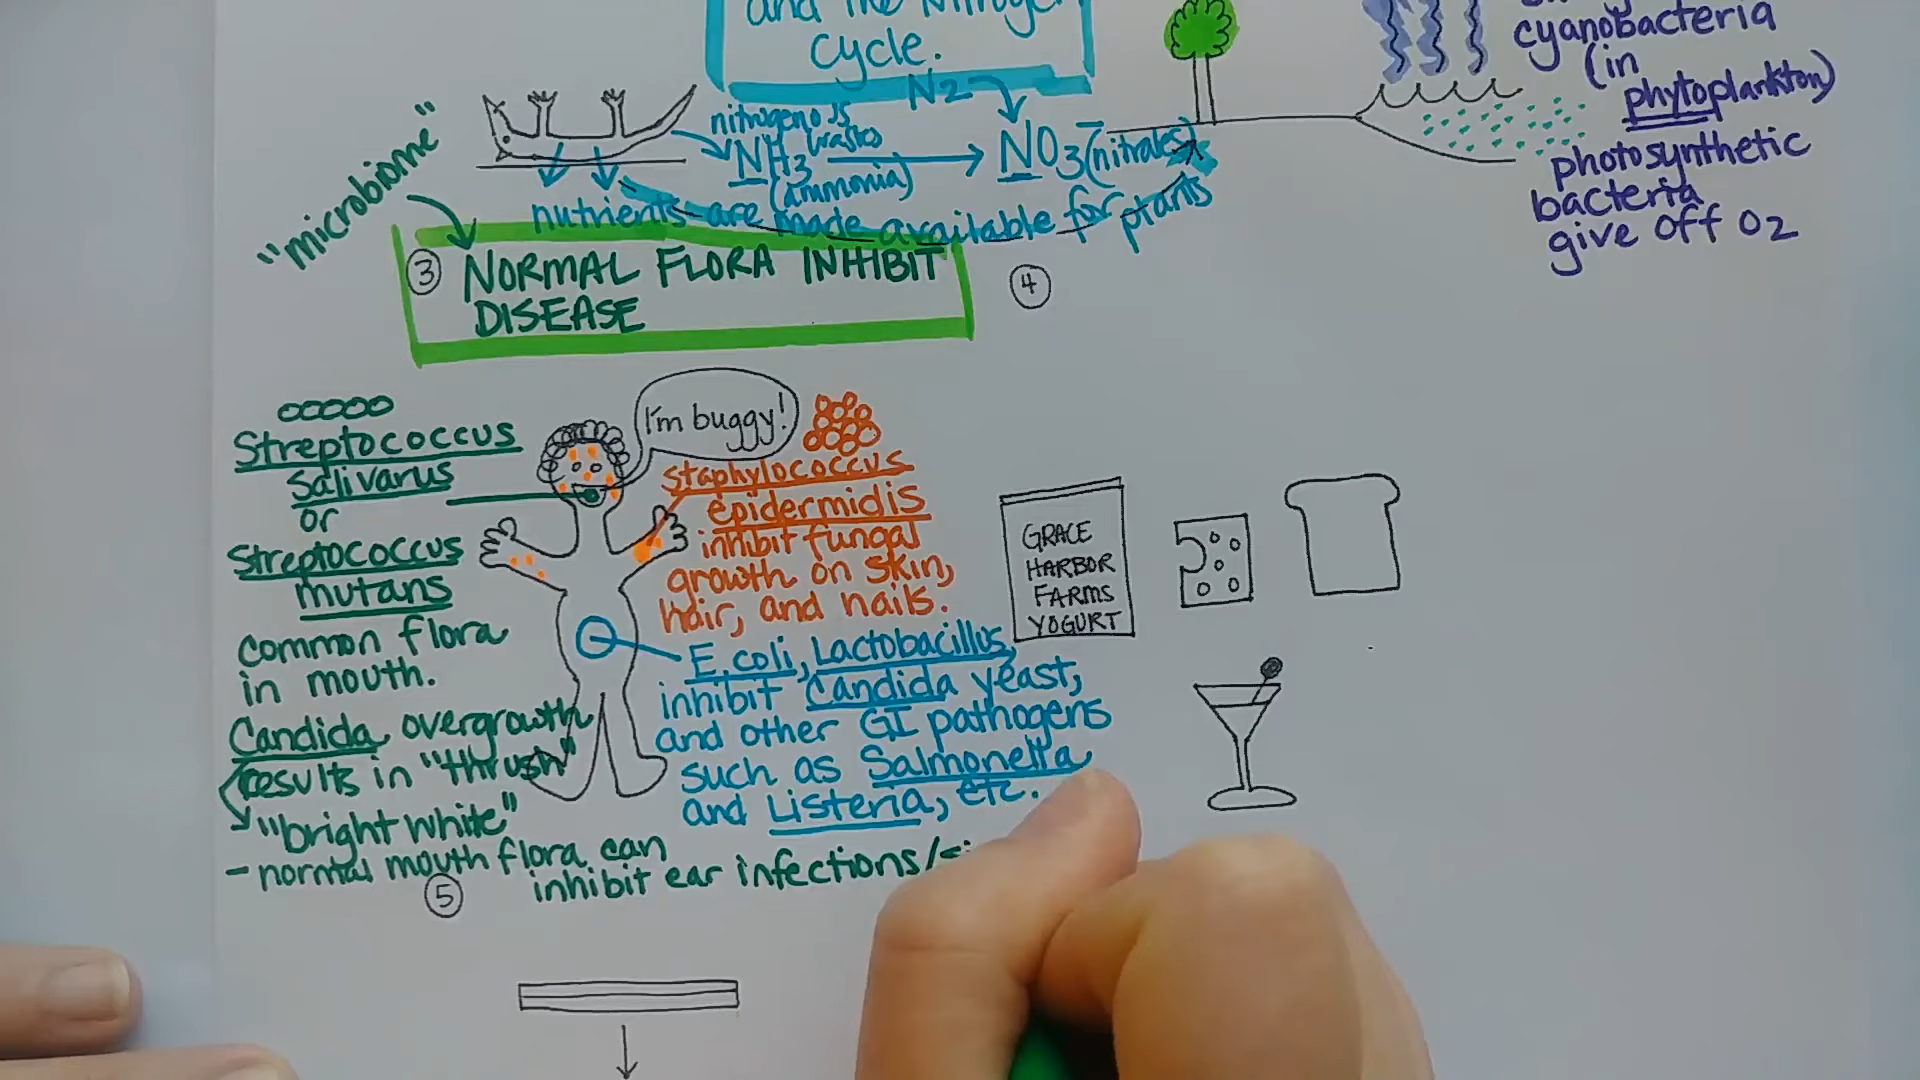 and the Nitrogen
cycle.
N2
nitrogenous
wastes
NH3
(ammonia)
NO3-(nitrates)
nutrients are made available for plants
cyanobacteria
(in
phytoplankton)
photosynthetic
bacteria
give off O2
"microbiome"
3 NORMAL FLORA INHIBIT
DISEASE
4
Streptococcus
salivarus
or
Streptococcus
mutans
common flora
in mouth.
Candida overgrowth
results in "thrush"
"bright white"
- normal mouth flora can
inhibit ear infections/
I'm buggy!
Staphylococcus
epidermidis
inhibit fungal
growth on skin,
hair, and nails.
E. coli, Lactobacillus,
inhibit Candida yeast,
and other GI pathogens
such as Salmonella
and Listeria, etc.
GRACE
HARBOR
FARMS
YOGURT
5